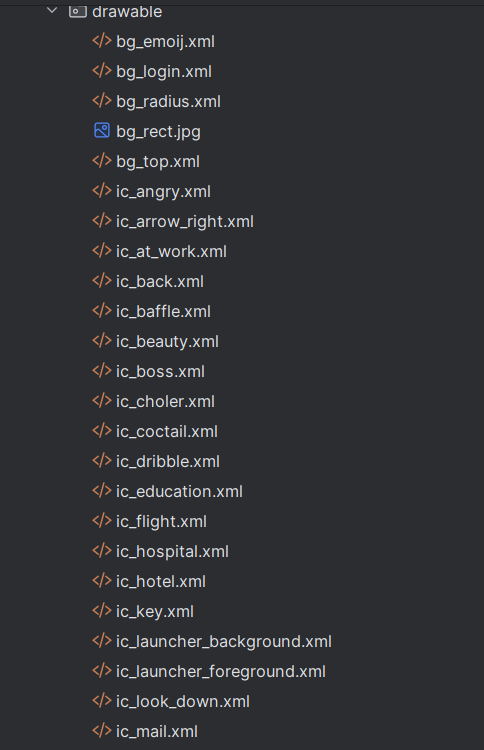 drawable
bg_emoij.xml
bg_login.xml
bg_radius.xml
bg_rect.jpg
bg_top.xml
ic_angry.xml
ic_arrow_right.xml
ic_at_work.xml
ic_back.xml
ic_baffle.xml
ic_beauty.xml
ic_boss.xml
ic_choler.xml
ic_coctail.xml
ic_dribble.xml
ic_education.xml
ic_flight.xml
ic_hospital.xml
ic_hotel.xml
ic_key.xml
ic_launcher_background.xml
ic_launcher_foreground.xml
ic_look_down.xml
ic_mail.xml